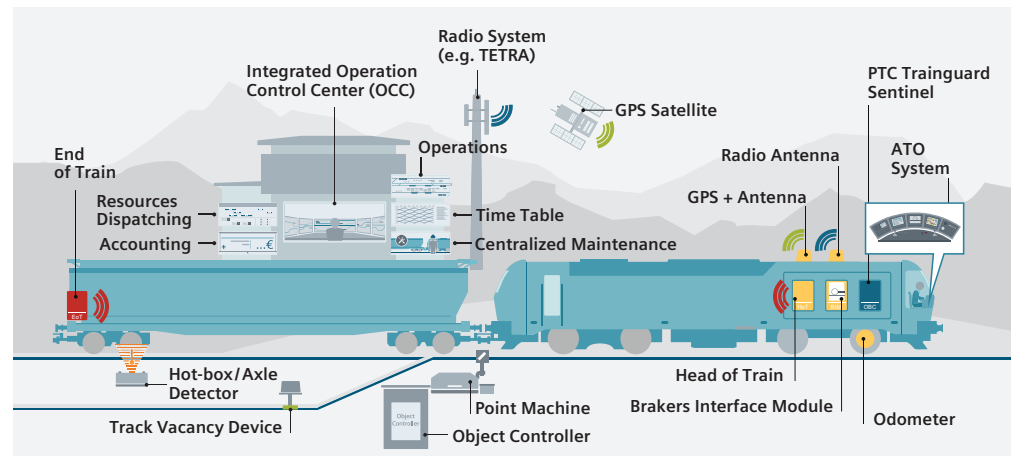 Radio System
(e.g. TETRA)
Integrated Operation
Control Center (OCC)
PTC Trainguard
Sentinel
GPS Satellite
Operations
End
of Train
Radio Antenna
ATO
System
Resources
Dispatching
GPS + Antenna
Time Table
Accounting
€
Centralized Maintenance
EoT
OBC
Hot-box/Axle
Detector
Head of Train
Point Machine
Brakers Interface Module
Object
Controller
Track Vacancy Device
Object Controller
Odometer